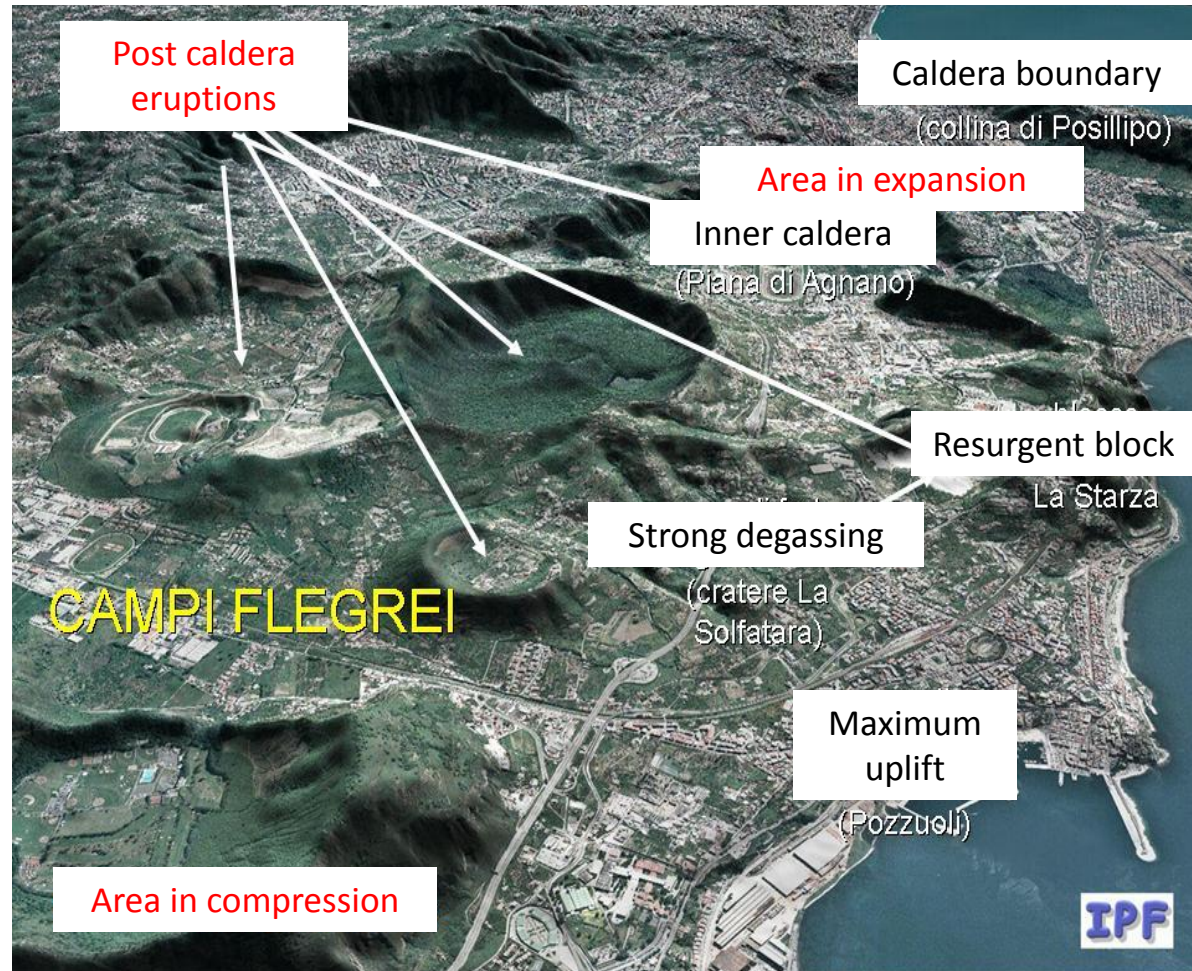 Post caldera
eruptions
Caldera boundary
(collina di Posillipo)
Area in expansion
Inner caldera
(Piana di Agnano)
Resurgent block
La Starza
Strong degassing
(cratere La
Solfatara)
CAMPI FLEGREI
Maximum
uplift
(Pozzuoli)
Area in compression
IPF